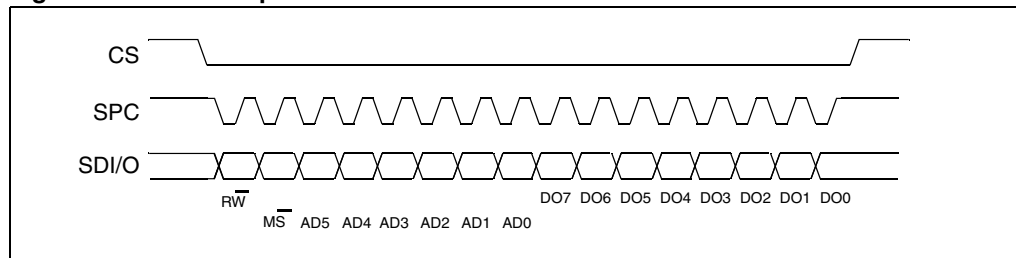 CS
SPC
SDI/O
RW DO7 DO6 DO5 DO4 DO3 DO2 DO1 DO0
MS AD5 AD4 AD3 AD2 AD1 AD0